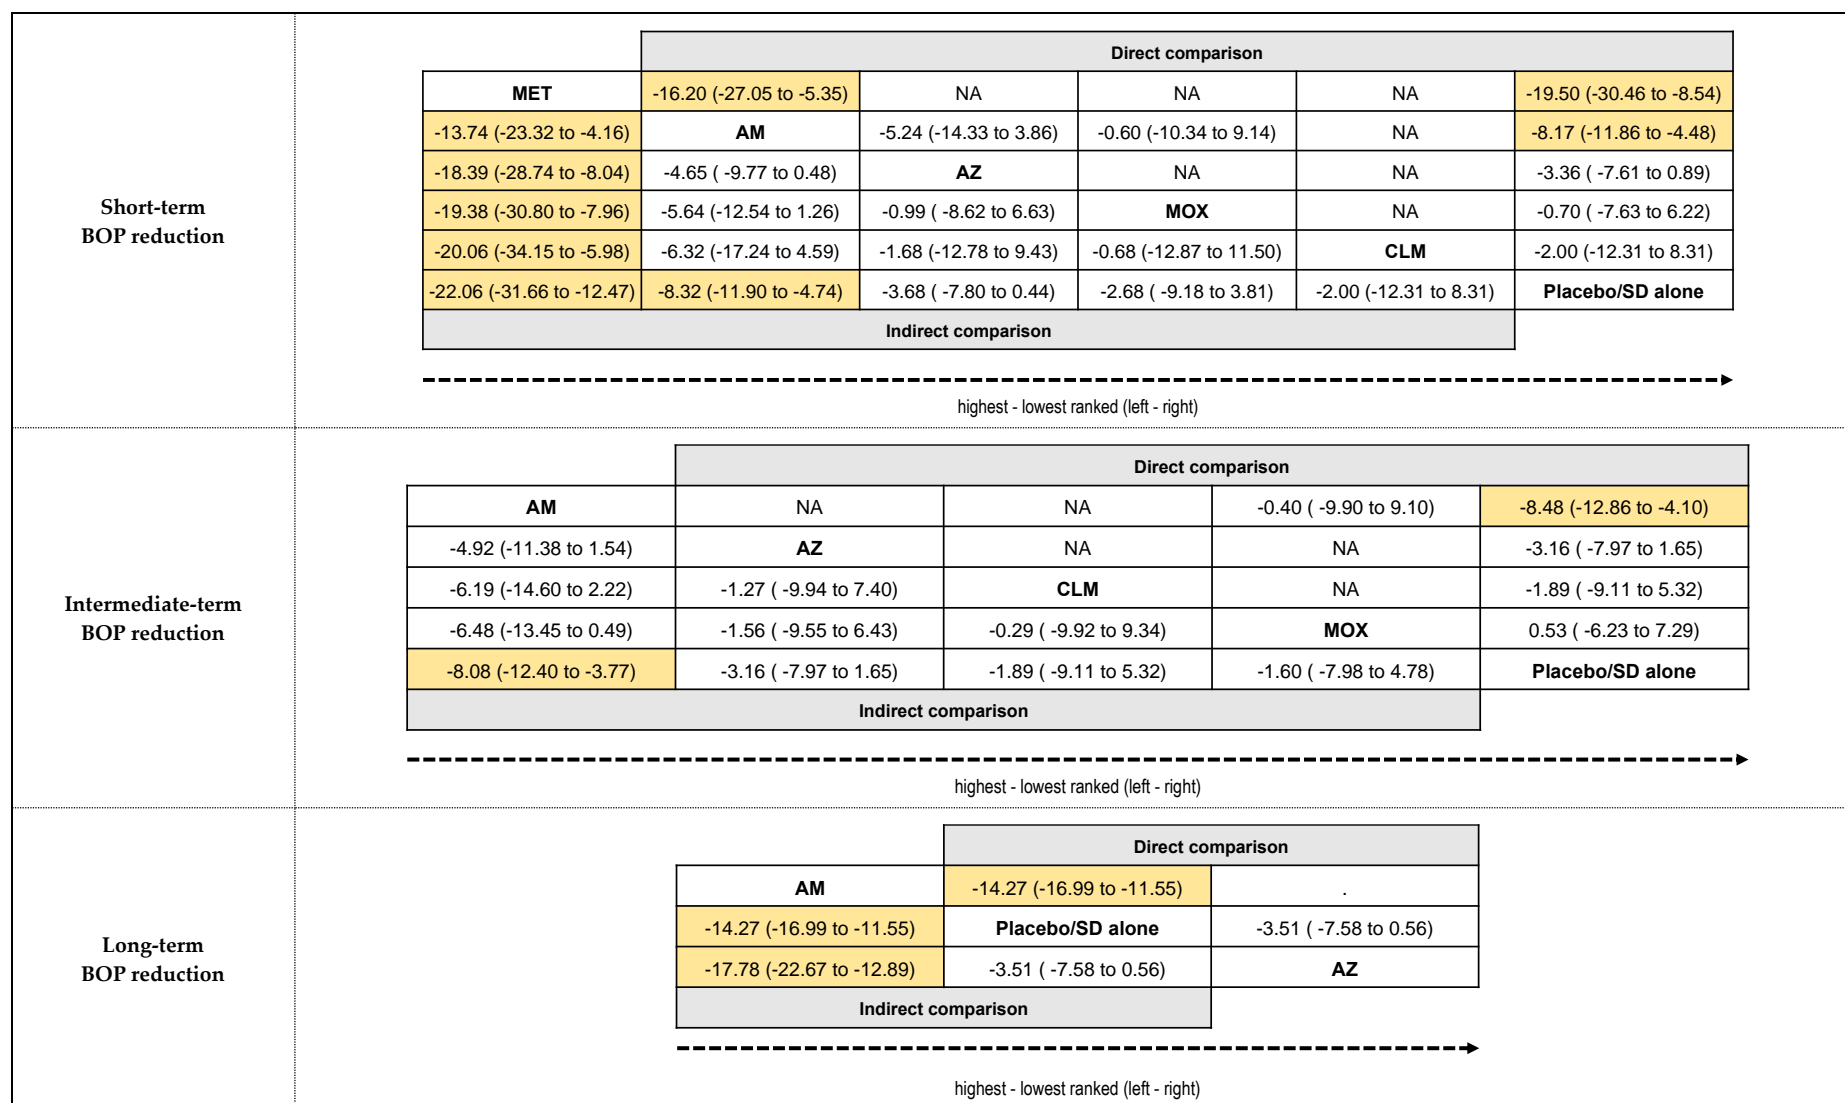 Short-term
BOP reduction
Direct comparison
MET -16.20 (-27.05 to -5.35) NA NA NA -19.50 (-30.46 to -8.54)
-13.74 (-23.32 to -4.16) AM -5.24 (-14.33 to 3.86) -0.60 (-10.34 to 9.14) NA -8.17 (-11.86 to -4.48)
-18.39 (-28.74 to -8.04) -4.65 ( -9.77 to 0.48) AZ NA NA -3.36 ( -7.61 to 0.89)
-19.38 (-30.80 to -7.96) -5.64 (-12.54 to 1.26) -0.99 ( -8.62 to 6.63) MOX NA -0.70 ( -7.63 to 6.22)
-20.06 (-34.15 to -5.98) -6.32 (-17.24 to 4.59) -1.68 (-12.78 to 9.43) -0.68 (-12.87 to 11.50) CLM -2.00 (-12.31 to 8.31)
-22.06 (-31.66 to -12.47) -8.32 (-11.90 to -4.74) -3.68 ( -7.80 to 0.44) -2.68 ( -9.18 to 3.81) -2.00 (-12.31 to 8.31) Placebo/SD alone
Indirect comparison
highest - lowest ranked (left - right)
Intermediate-term
BOP reduction
Direct comparison
AM NA NA -0.40 ( -9.90 to 9.10) -8.48 (-12.86 to -4.10)
-4.92 (-11.38 to 1.54) AZ NA NA -3.16 ( -7.97 to 1.65)
-6.19 (-14.60 to 2.22) -1.27 ( -9.94 to 7.40) CLM NA -1.89 ( -9.11 to 5.32)
-6.48 (-13.45 to 0.49) -1.56 ( -9.55 to 6.43) -0.29 ( -9.92 to 9.34) MOX 0.53 ( -6.23 to 7.29)
-8.08 (-12.40 to -3.77) -3.16 ( -7.97 to 1.65) -1.89 ( -9.11 to 5.32) -1.60 ( -7.98 to 4.78) Placebo/SD alone
Indirect comparison
highest - lowest ranked (left - right)
Long-term
BOP reduction
Direct comparison
AM -14.27 (-16.99 to -11.55) .
-14.27 (-16.99 to -11.55) Placebo/SD alone -3.51 ( -7.58 to 0.56)
-17.78 (-22.67 to -12.89) -3.51 ( -7.58 to 0.56) AZ
Indirect comparison
highest - lowest ranked (left - right)